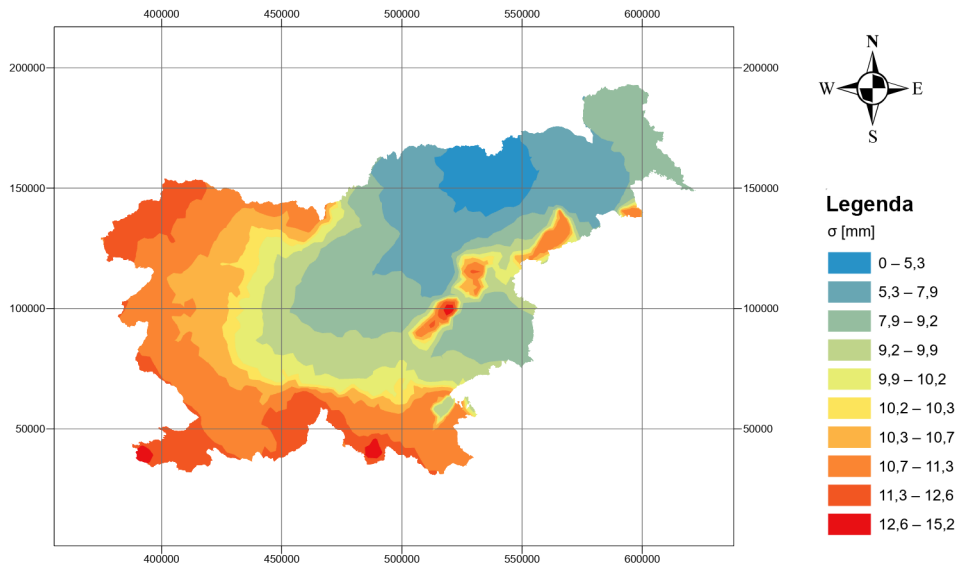 400000 450000 500000 550000 600000
200000 200000
150000 150000
100000 100000
50000 50000
400000 450000 500000 550000 600000
N
W E
S
Legenda
σ [mm]
0 – 5,3
5,3 – 7,9
7,9 – 9,2
9,2 – 9,9
9,9 – 10,2
10,2 – 10,3
10,3 – 10,7
10,7 – 11,3
11,3 – 12,6
12,6 – 15,2